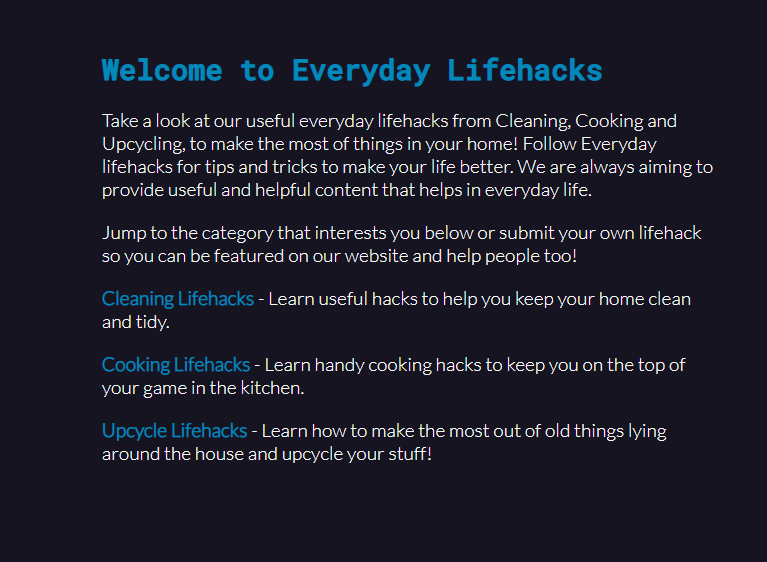 Welcome to Everyday Lifehacks
Take a look at our useful everyday lifehacks from Cleaning, Cooking and
Upcycling, to make the most of things in your home! Follow Everyday
lifehacks for tips and tricks to make your life better. We are always aiming to
provide useful and helpful content that helps in everyday life.
Jump to the category that interests you below or submit your own lifehack
so you can be featured on our website and help people too!
Cleaning Lifehacks - Learn useful hacks to help you keep your home clean
and tidy.
Cooking Lifehacks - Learn handy cooking hacks to keep you on the top of
your game in the kitchen.
Upcycle Lifehacks - Learn how to make the most out of old things lying
around the house and upcycle your stuff!